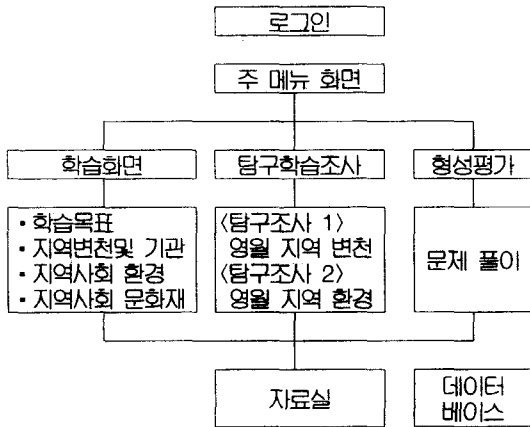 로그인
주 메뉴 화면
학습화면
탐구학습조사
형성평가
• 학습목표
• 지역변천및 기관
• 지역사회 환경
• 지역사회 문화재
〈탐구조사 1〉
영월 지역 변천
〈탐구조사 2〉
영월 지역 환경
문제 풀이
자료실
데이터
베이스